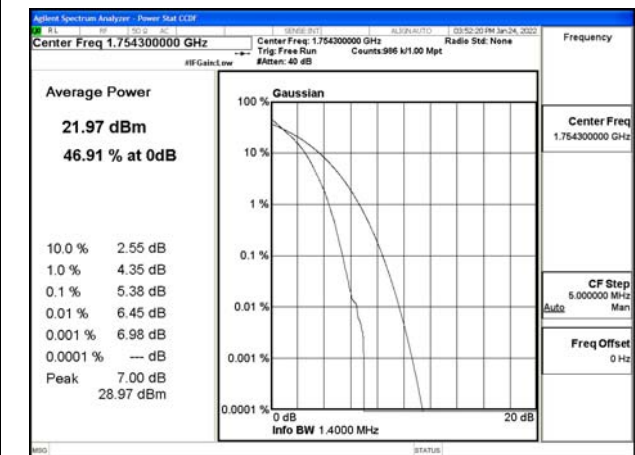 Agilent Spectrum Analyzer - Power Stat CCDF
RL RF 50 Ω AC SENSE:INT ALIGN AUTO 03:52:20 PM Jan 24, 2022
Center Freq 1.754300000 GHz
Center Freq: 1.754300000 GHz Radio Std: None
Trig: Free Run Counts:986 k/1.00 Mpt
#IFGain:Low #Atten: 40 dB
Frequency
Average Power
21.97 dBm
46.91 % at 0dB
10.0 % 2.55 dB
1.0 % 4.35 dB
0.1 % 5.38 dB
0.01 % 6.45 dB
0.001 % 6.98 dB
0.0001 % --- dB
Peak 7.00 dB
28.97 dBm
Gaussian
100 %
10 %
1 %
0.1 %
0.01 %
0.001 %
0.0001 %
0 dB 20 dB
Info BW 1.4000 MHz
Center Freq
1.754300000 GHz
CF Step
5.000000 MHz
Auto Man
Freq Offset
0 Hz
MSG STATUS